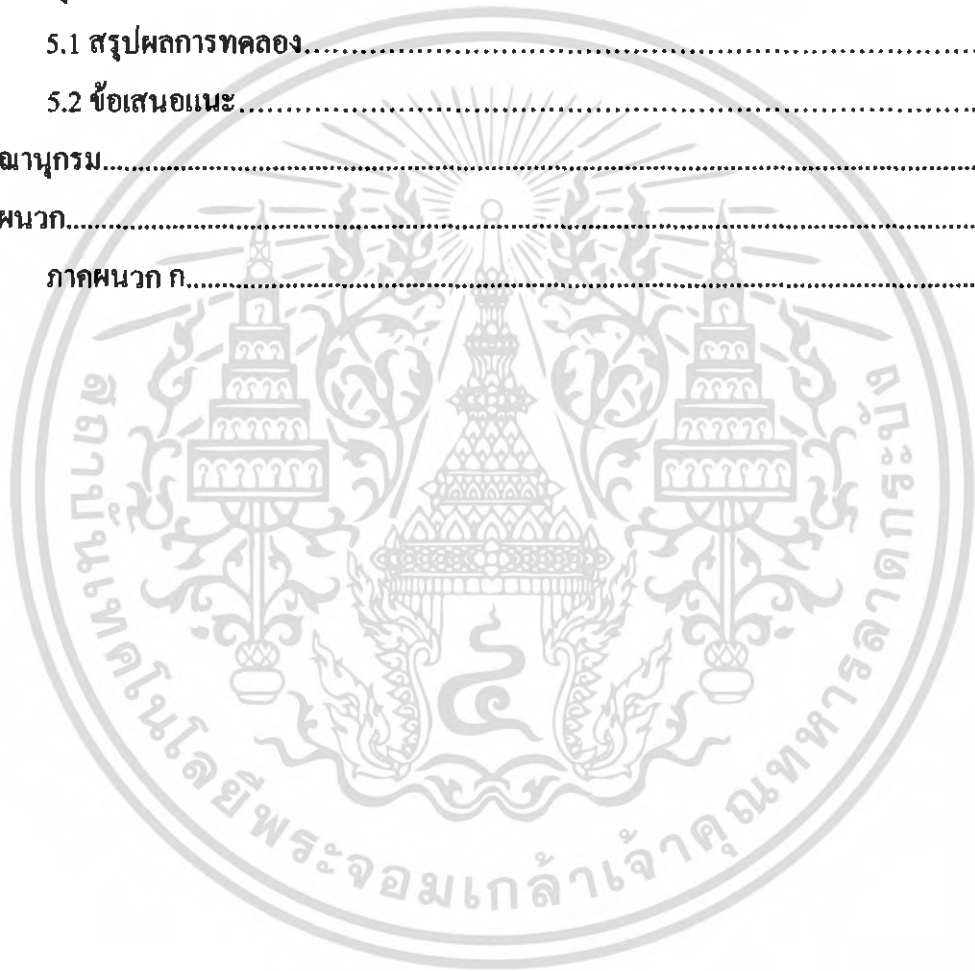 5.1 สรุปผลการทดลอง
5.2 ข้อเสนอแนะ
ณานุกรม
ผนวก
ภาคผนวก ก
สถาบันเทคโนโลยีพระจอมเกล้าเจ้าคุณทหารลาดกระบัง
๔